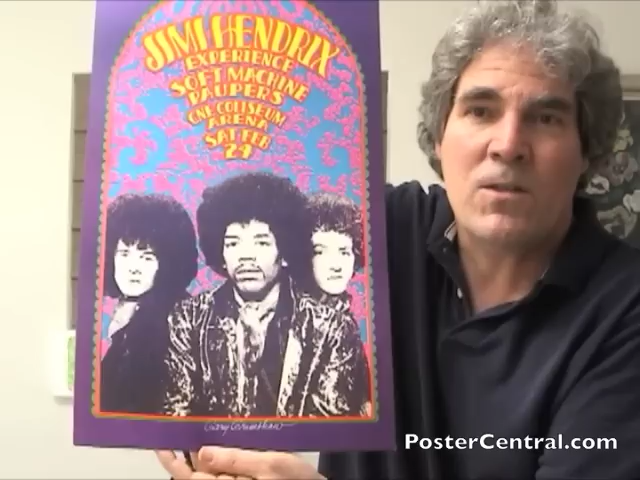 JIMI HENDRIX
EXPERIENCE
SOFT MACHINE
PAUPERS
CNE COLISEUM
ARENA
SAT FEB
24
PosterCentral.com